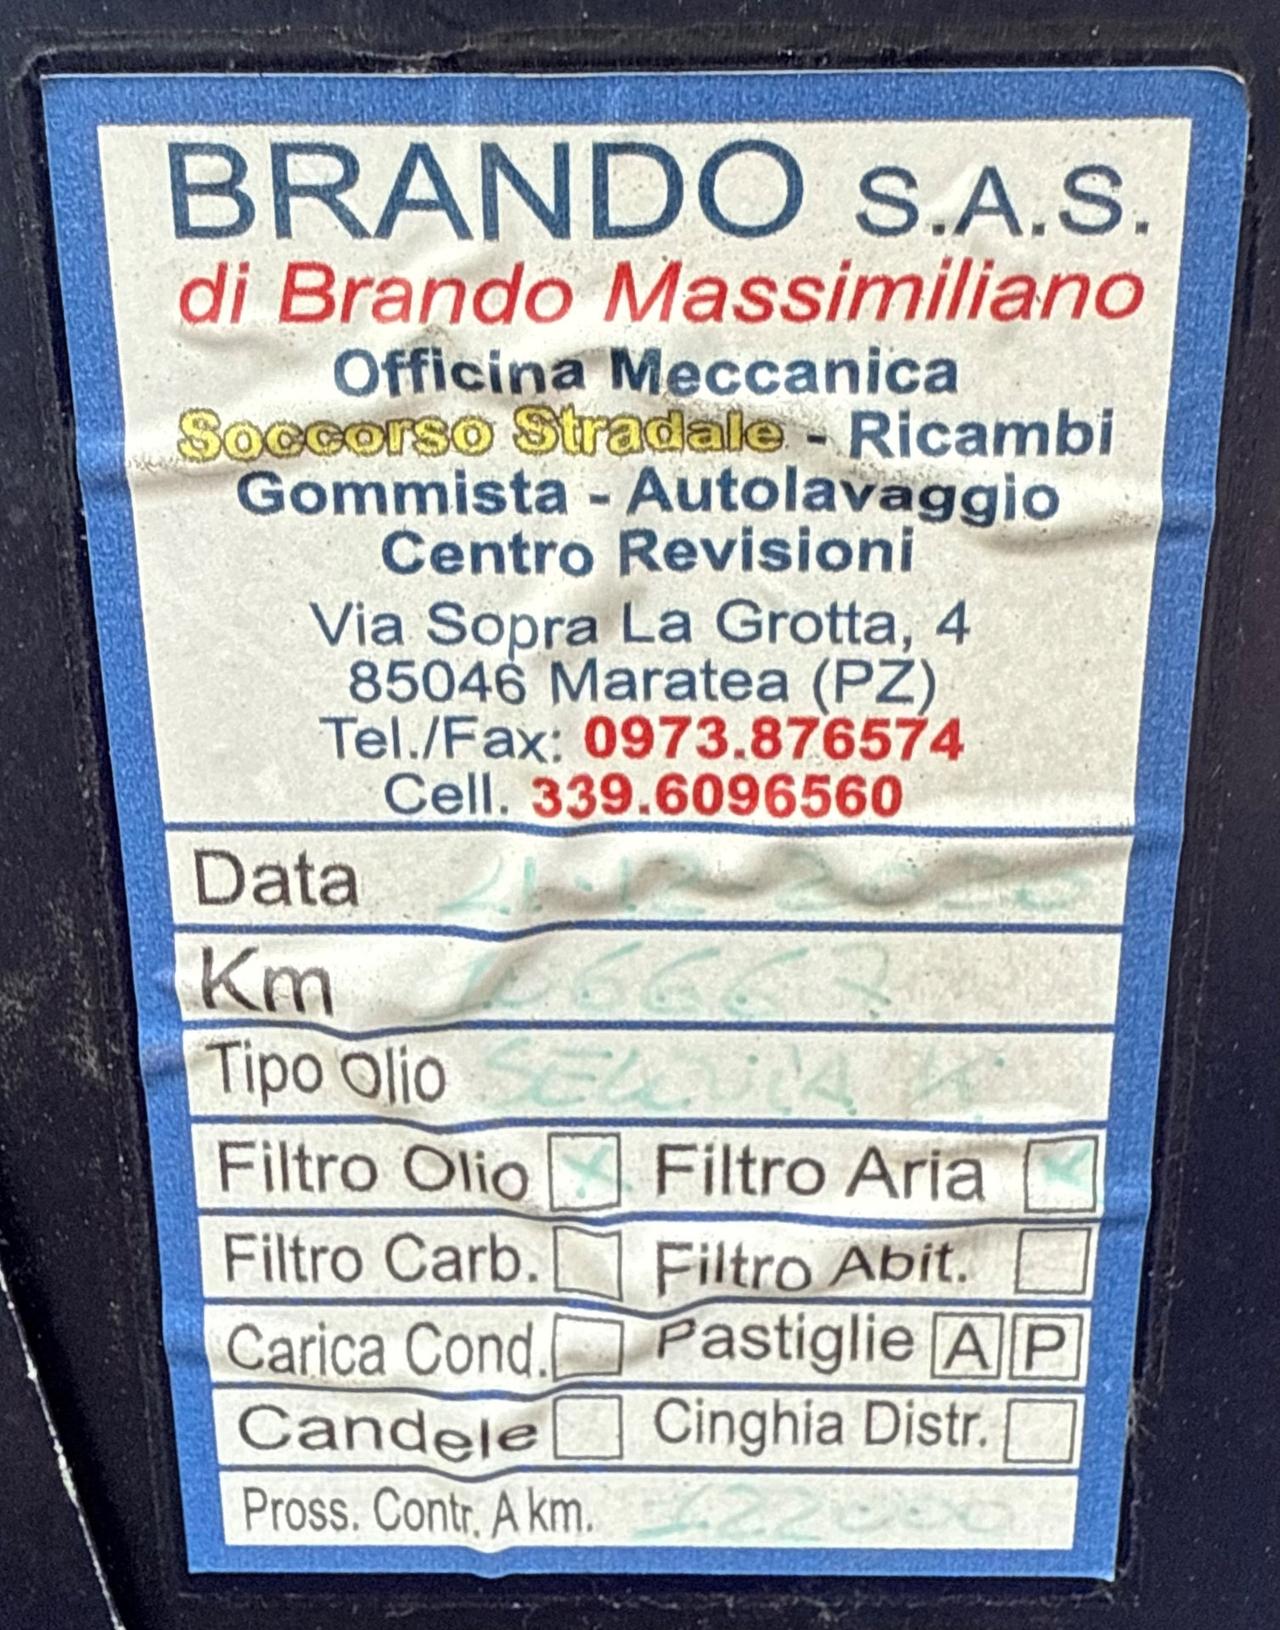 BRANDO S.A.S.
di Brando Massimiliano
Officina Meccanica
Soccorso Stradale - Ricambi
Gommista - Autolavaggio
Centro Revisioni
Via Sopra La Grotta, 4
85046 Maratea (PZ)
Tel./Fax: 0973.876574
Cell. 339.6096560
Data
Km
Tipo Olio
Filtro Olio X Filtro Aria X
Filtro Carb. Filtro Abit.
Carica Cond. Pastiglie A P
Candele Cinghia Distr.
Pross. Contr. A km. 122000